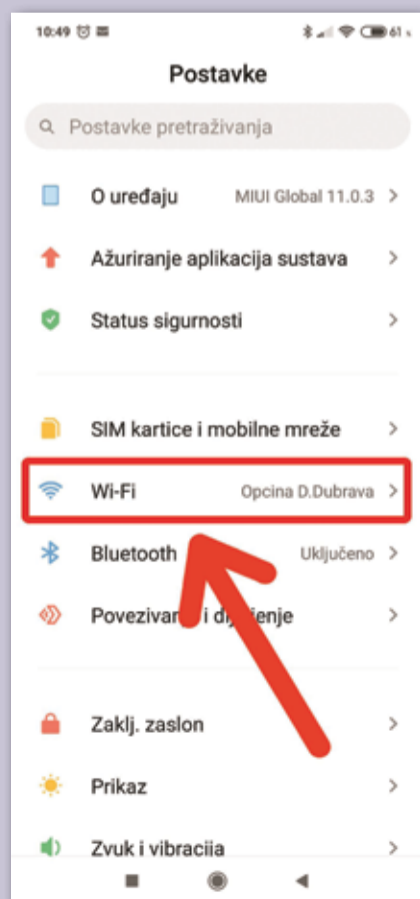 10:49
61
Postavke
Postavke pretraživanja
O uređaju MIUI Global 11.0.3
Ažuriranje aplikacija sustava
Status sigurnosti
SIM kartice i mobilne mreže
Wi-Fi Opcina D.Dubrava
Bluetooth Uključeno
i
Zaklj. zaslon
Prikaz
Zvuk i vibracija